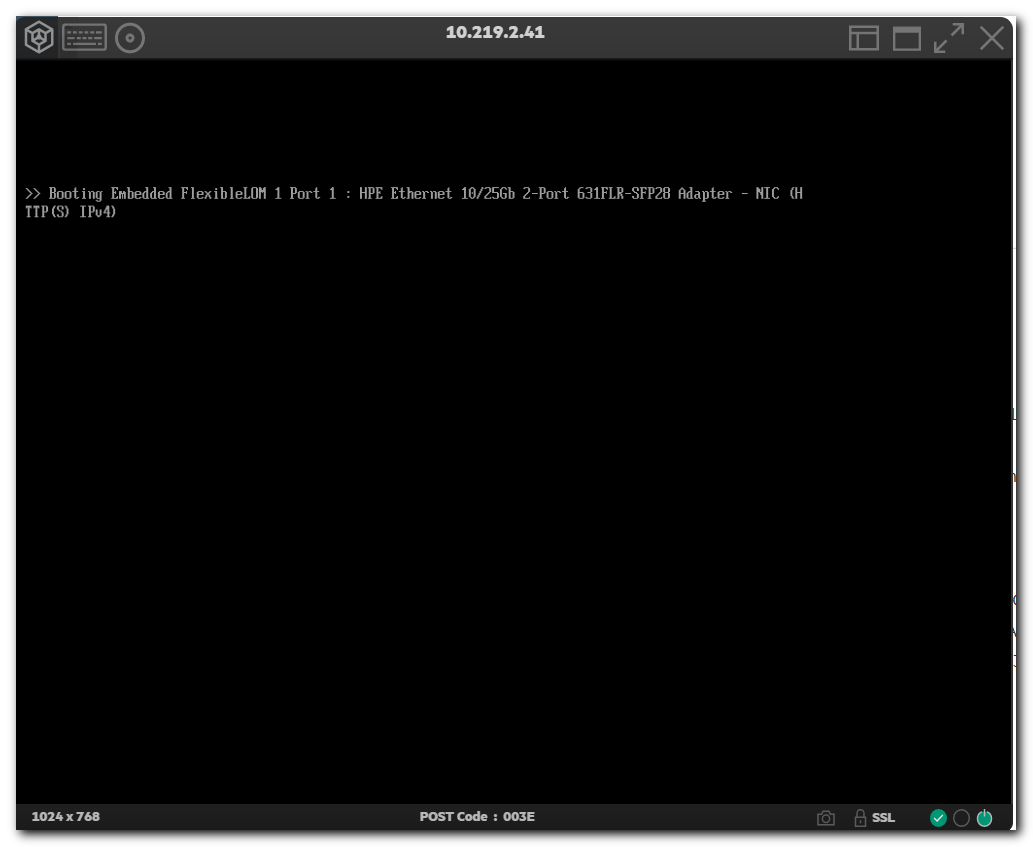 10.219.2.41
>> Booting Embedded FlexibleLOM 1 Port 1 : HPE Ethernet 10/25Gb 2-Port 631FLR-SFP28 Adapter - NIC (H
TTP(S) IPv4)
1024 x 768
POST Code : 003E
SSL